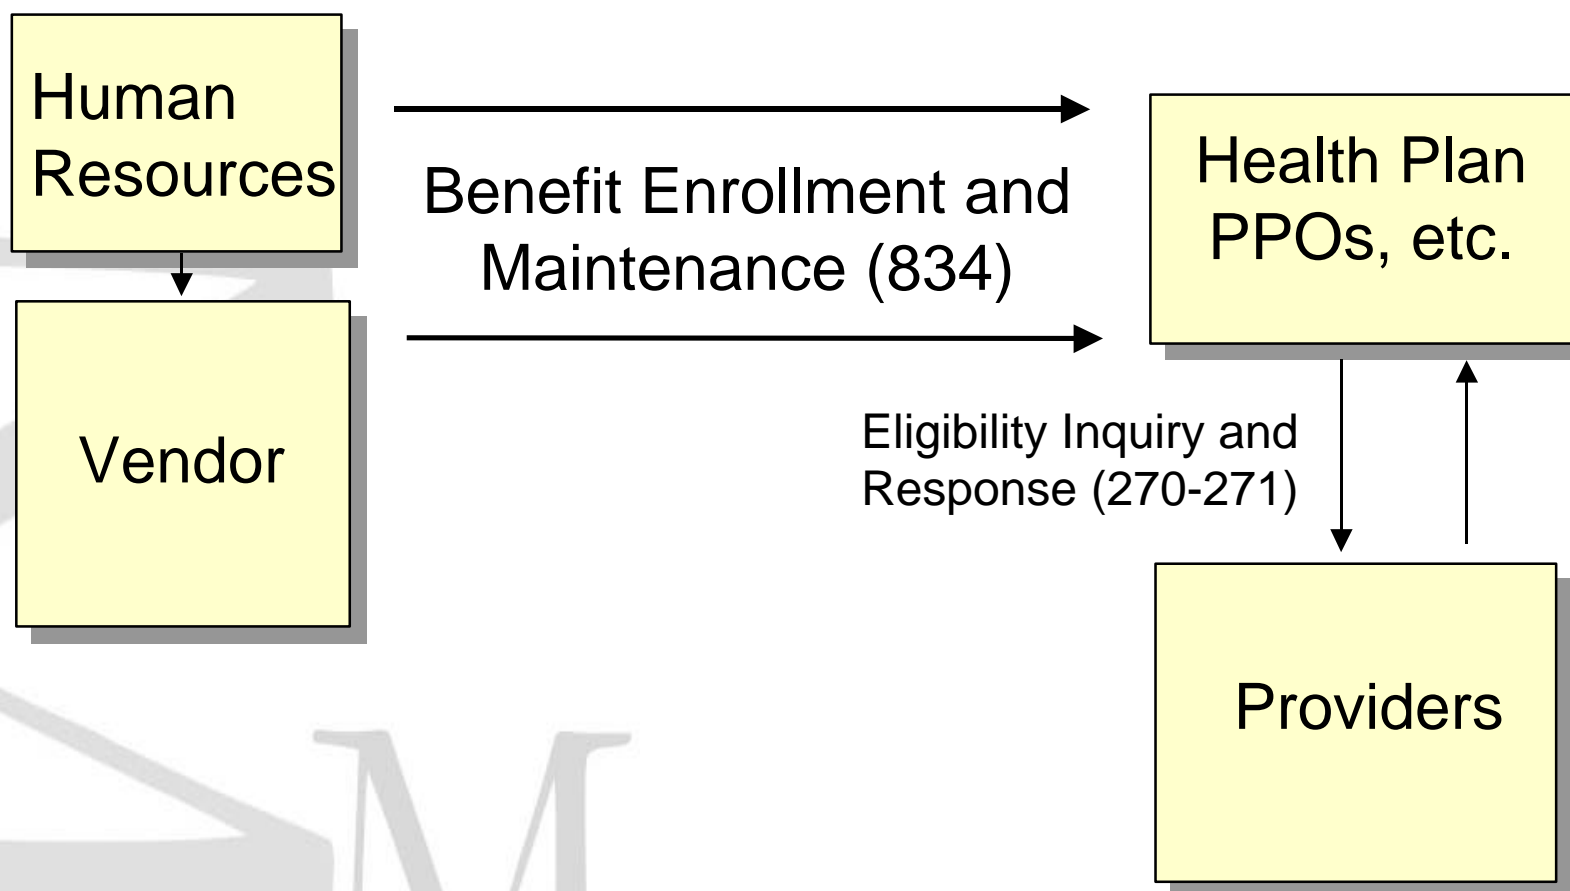 Human
Resources
Benefit Enrollment and
Maintenance (834)
Health Plan
PPOs, etc.
Vendor
Eligibility Inquiry and
Response (270-271)
Providers
M